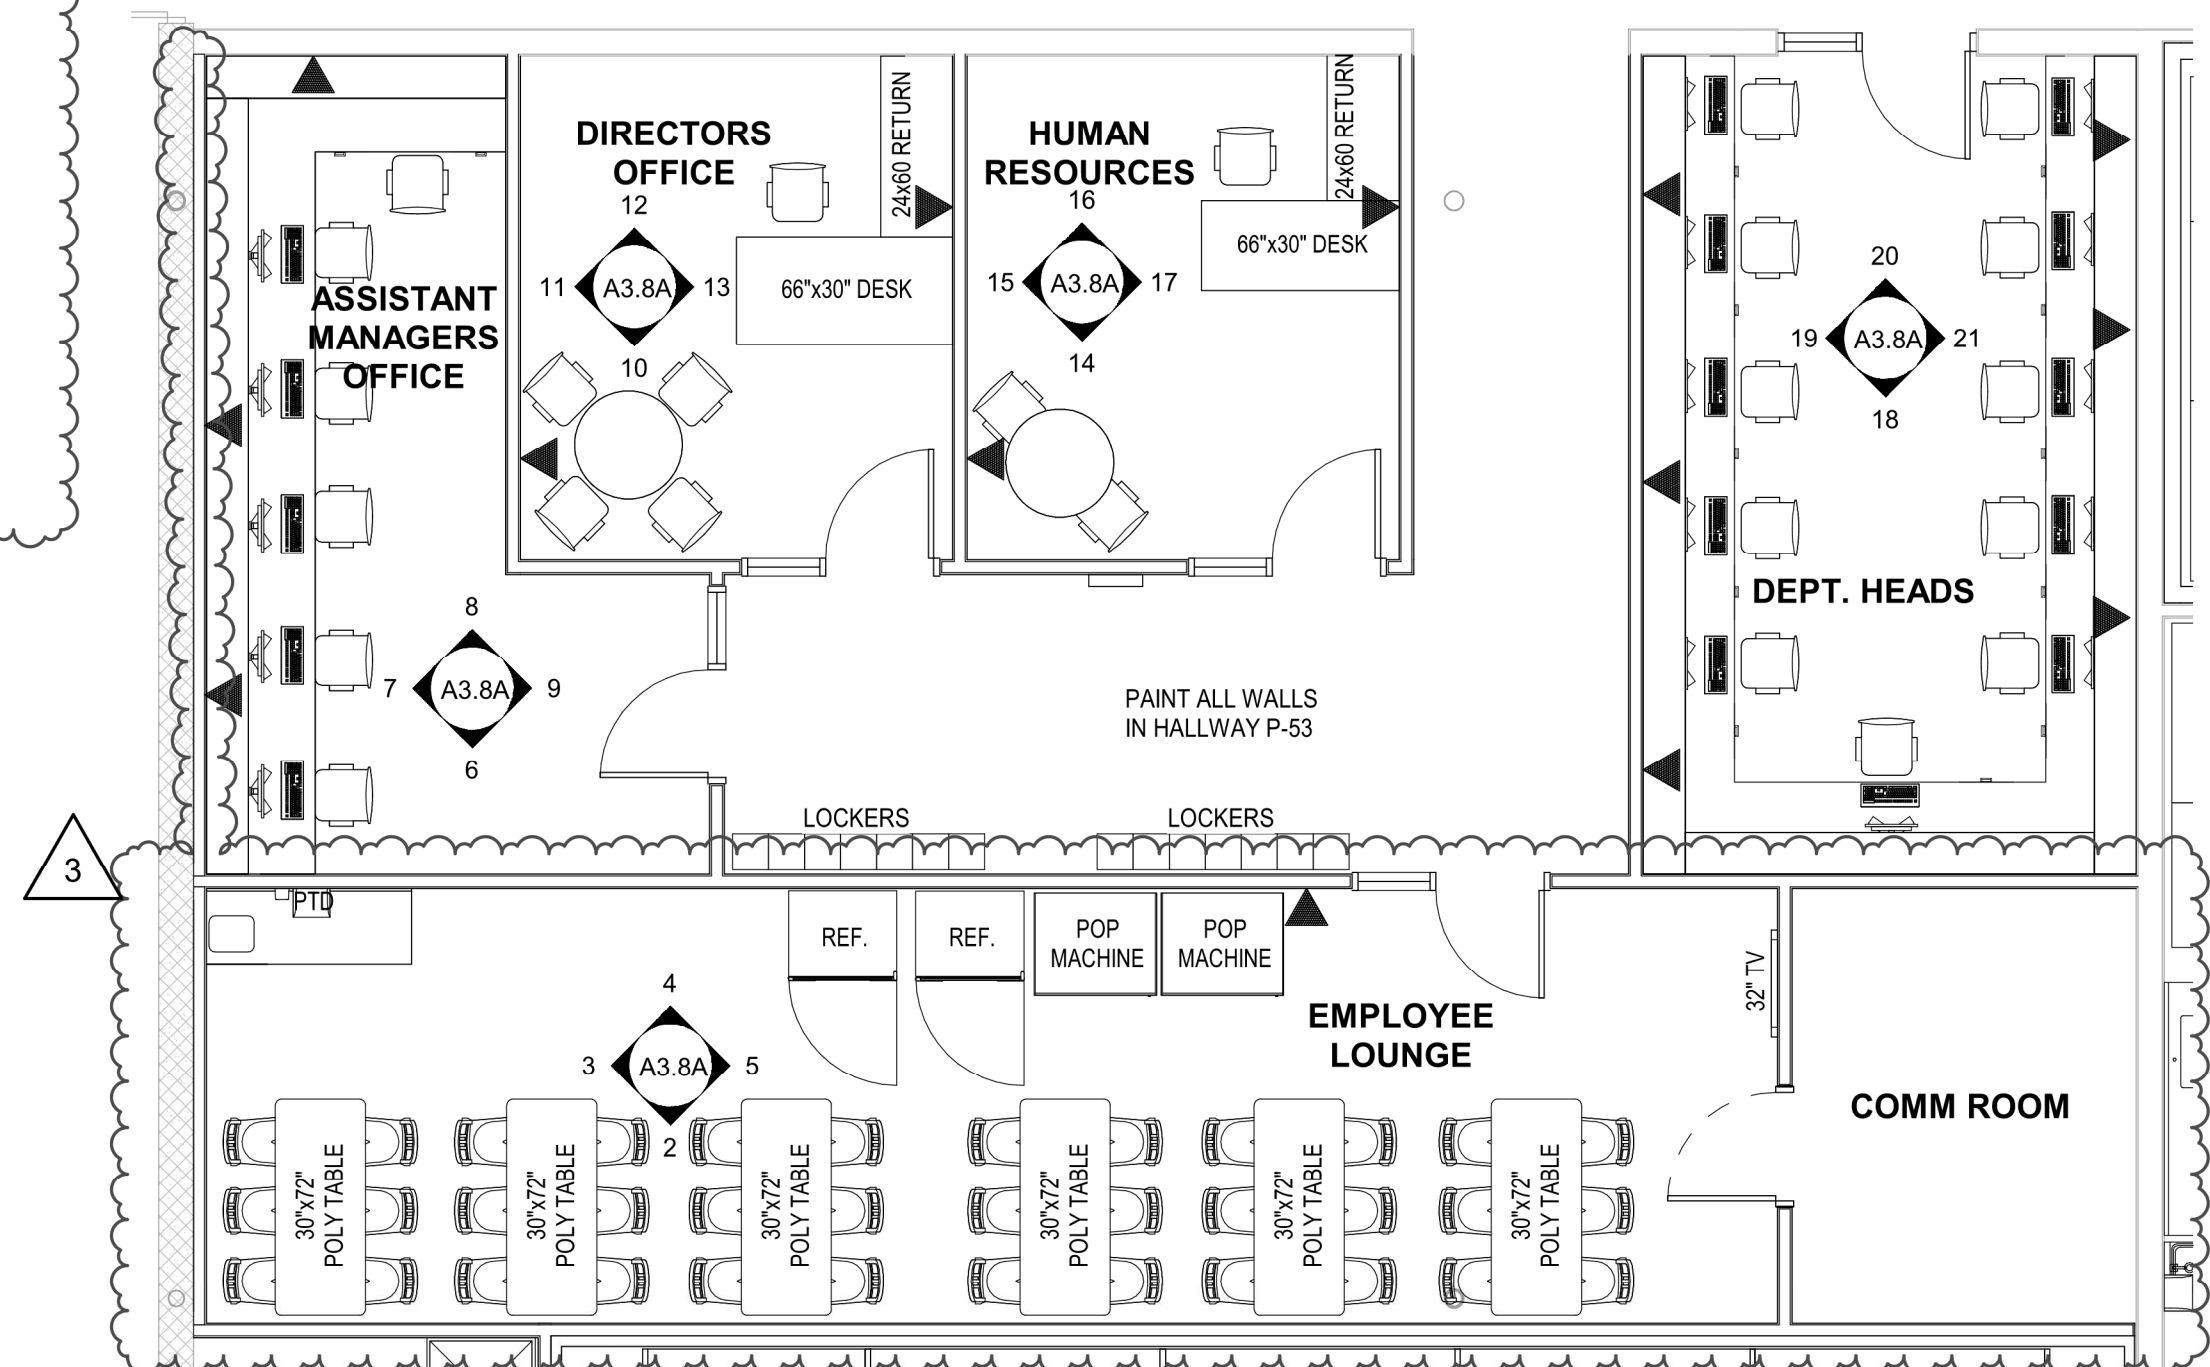 24x60 RETURN
24x60 RETURN
DIRECTORS
OFFICE
HUMAN
RESOURCES
12
11
A3.8A
13
10
66"x30" DESK
16
15
A3.8A
17
14
66"x30" DESK
ASSISTANT
MANAGERS
OFFICE
20
19
A3.8A
21
18
DEPT. HEADS
8
7
A3.8A
9
6
PAINT ALL WALLS
IN HALLWAY P-53
LOCKERS
LOCKERS
3
PTD
REF.
REF.
POP
MACHINE
POP
MACHINE
32" TV
EMPLOYEE
LOUNGE
4
3
A3.8A
5
2
COMM ROOM
30"x72"
POLY TABLE
30"x72"
POLY TABLE
30"x72"
POLY TABLE
30"x72"
POLY TABLE
30"x72"
POLY TABLE
30"x72"
POLY TABLE